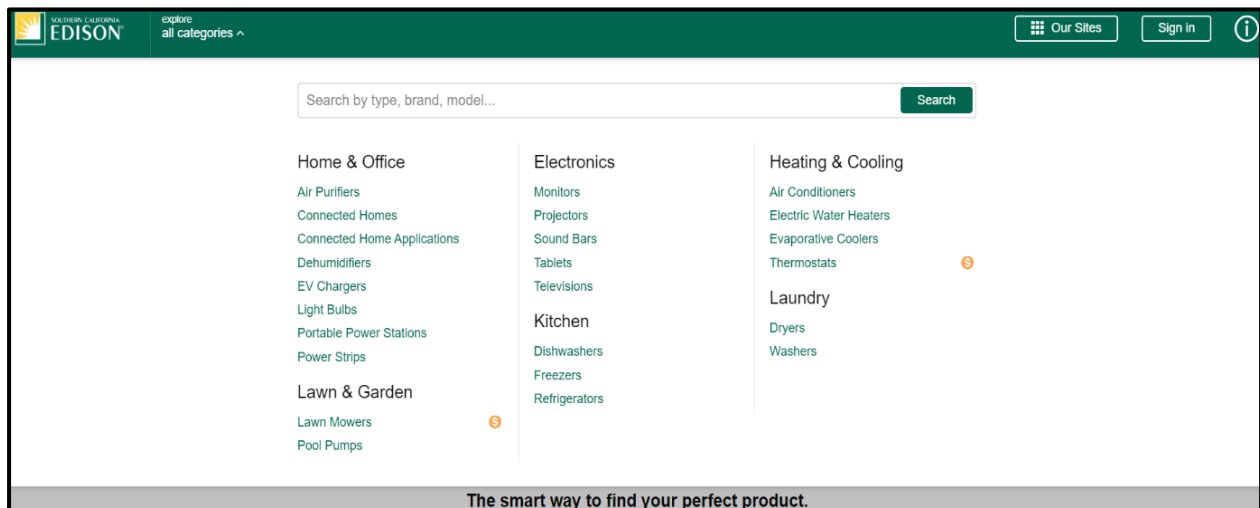 SOUTHERN CALIFORNIA
EDISON®
explore
all categories
Our Sites
Sign in
Search by type, brand, model...
Search
Home & Office
Air Purifiers
Connected Homes
Connected Home Applications
Dehumidifiers
EV Chargers
Light Bulbs
Portable Power Stations
Power Strips
Lawn & Garden
Lawn Mowers
$
Pool Pumps
Electronics
Monitors
Projectors
Sound Bars
Tablets
Televisions
Kitchen
Dishwashers
Freezers
Refrigerators
Heating & Cooling
Air Conditioners
Electric Water Heaters
Evaporative Coolers
Thermostats
$
Laundry
Dryers
Washers
The smart way to find your perfect product.